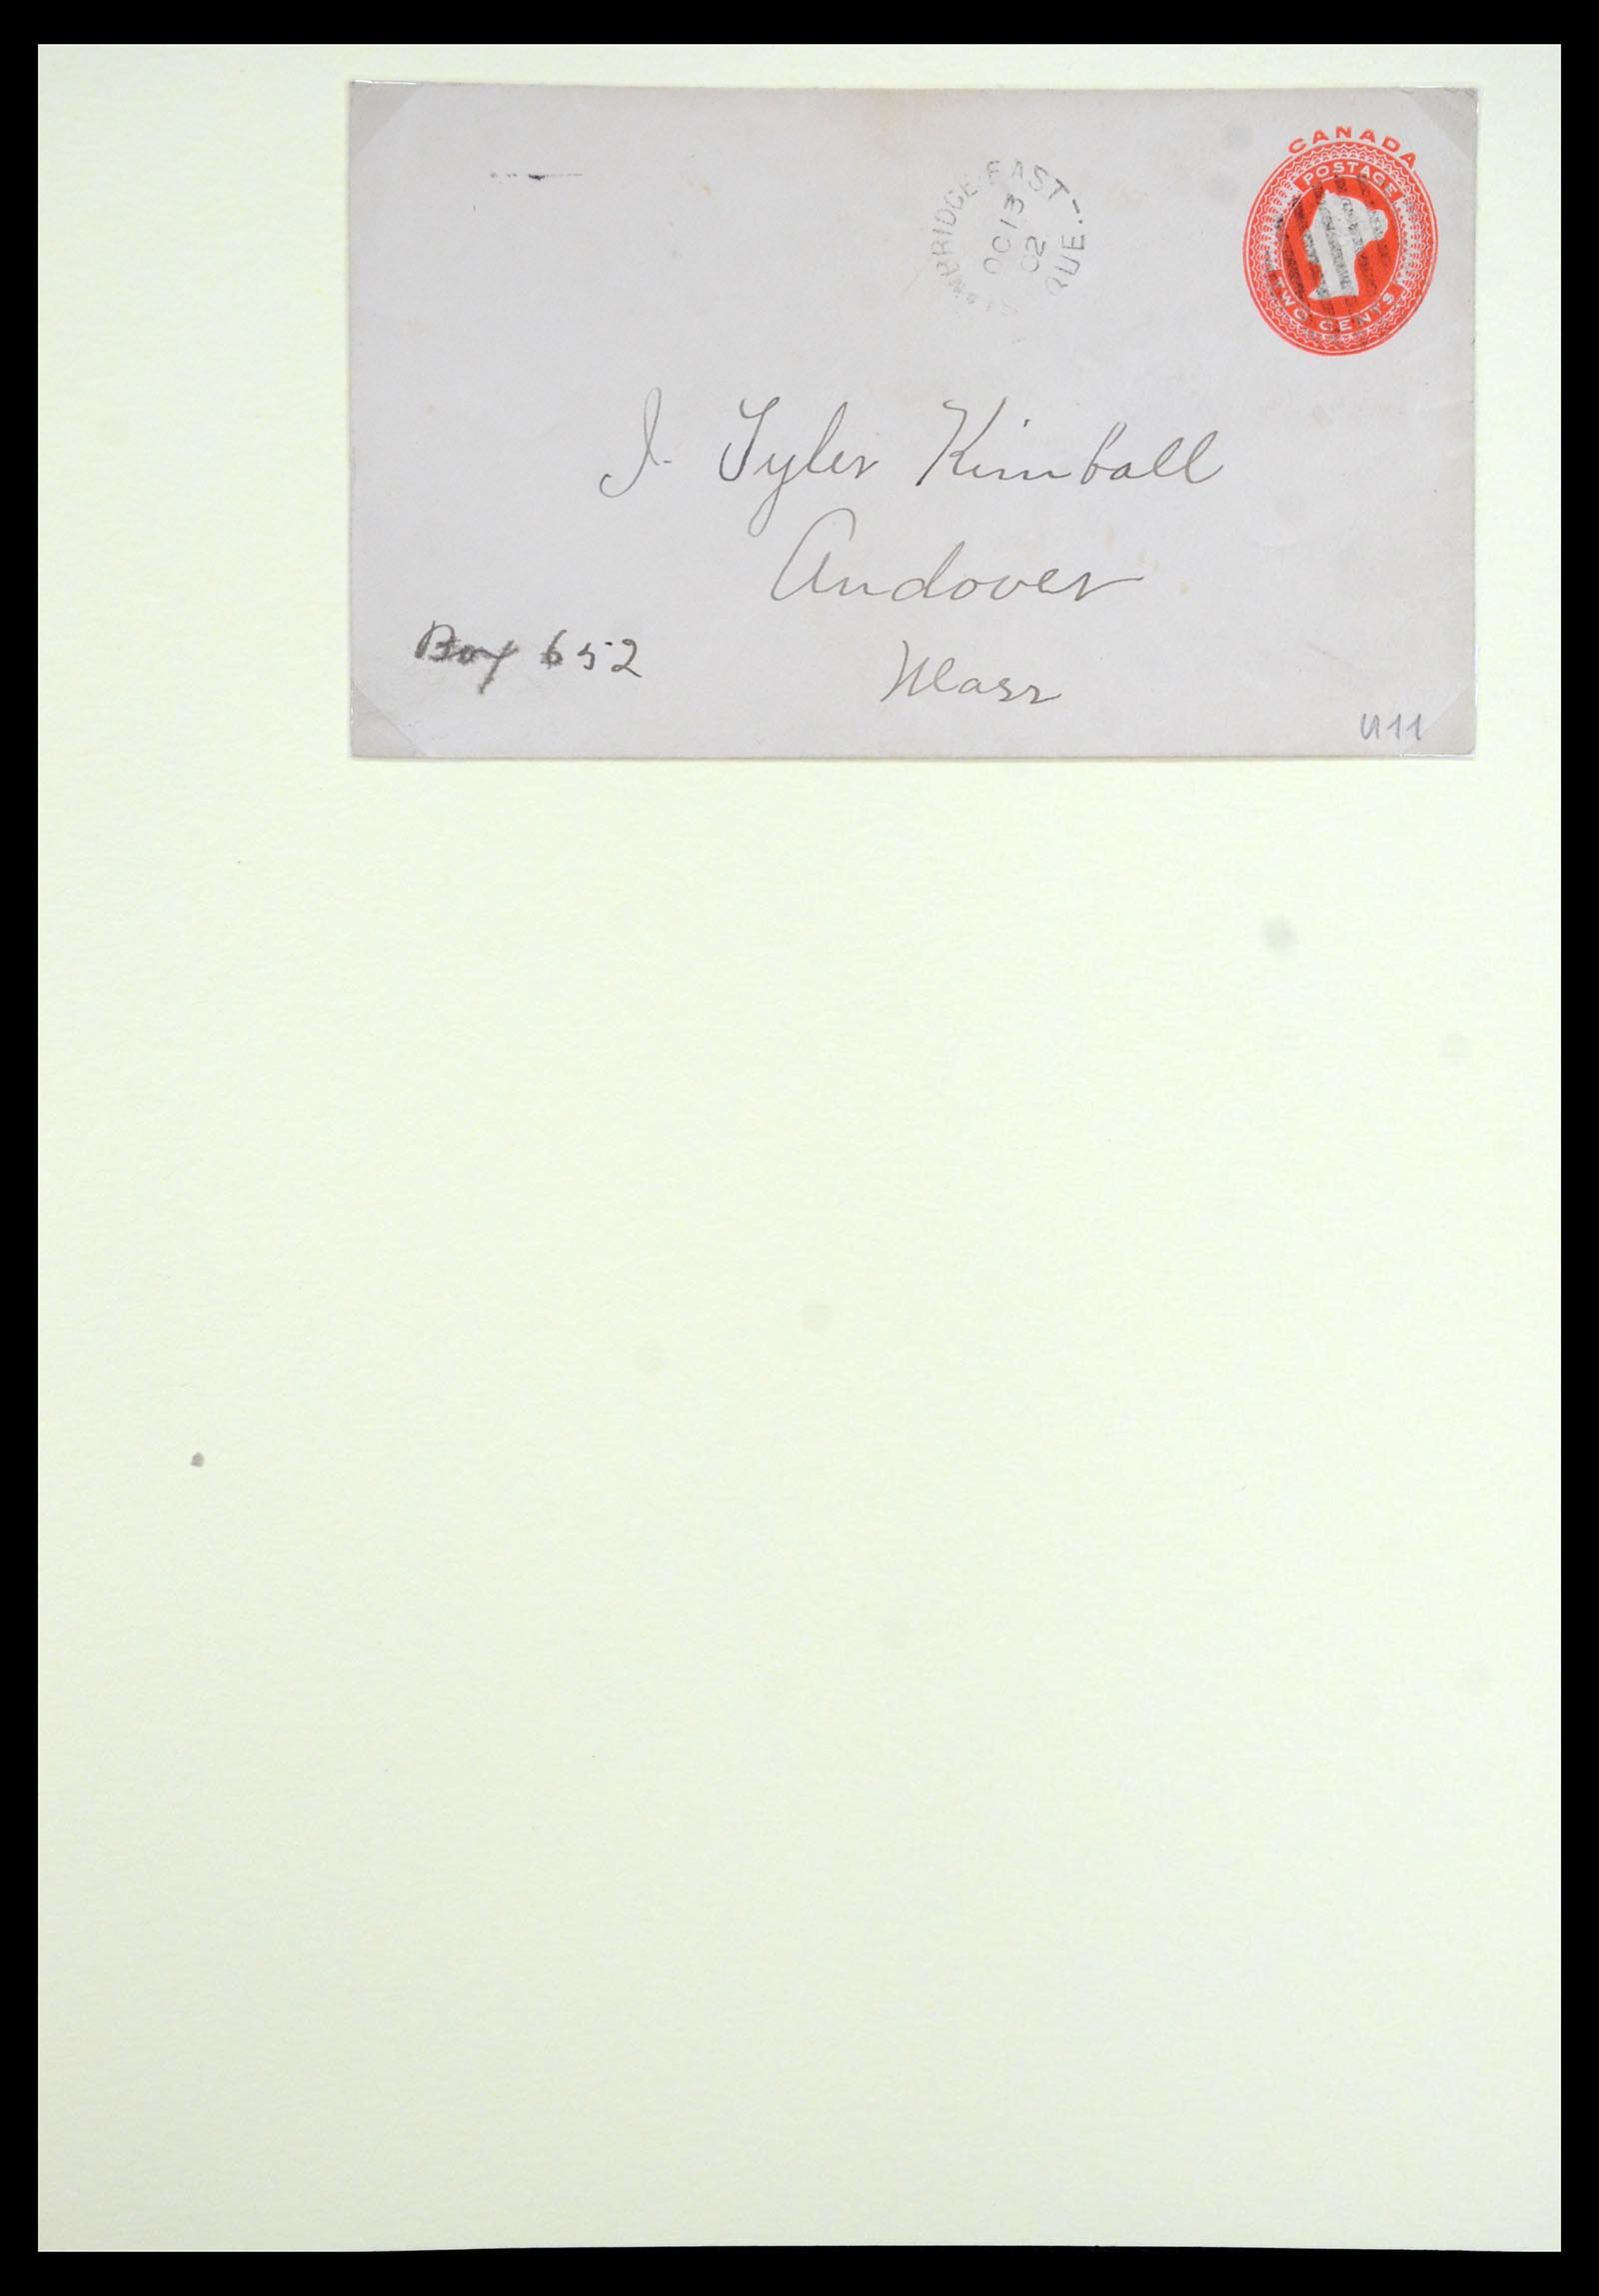 CANADA
POSTAGE
TWO CENTS
BRIDGE EAST
QUE.
OC 13
02
J. Tyler Kimball
Andover
Mass
Box 652
U11